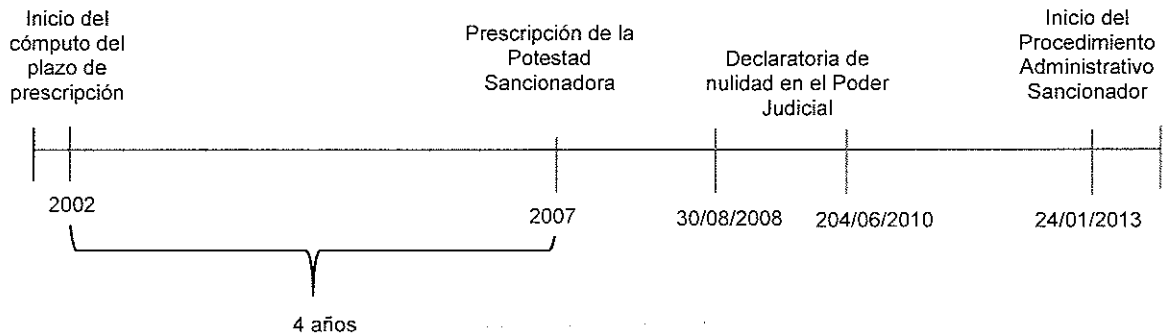 Inicio del
cómputo del
plazo de
prescripción
Prescripción de la
Potestad
Sancionadora
Declaratoria de
nulidad en el Poder
Judicial
Inicio del
Procedimiento
Administrativo
Sancionador
2002
2007
30/08/2008
204/06/2010
24/01/2013
4 años